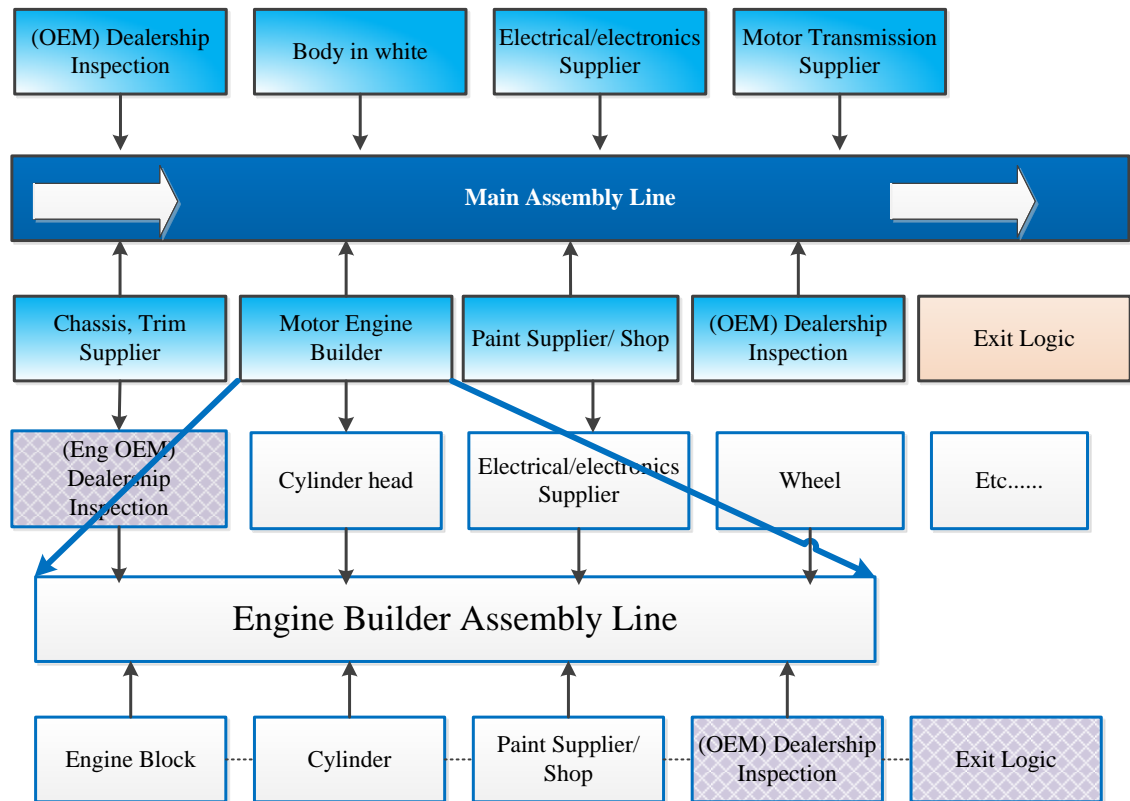 (OEM) Dealership
Inspection
Body in white
Electrical/electronics
Supplier
Motor Transmission
Supplier
Main Assembly Line
Chassis, Trim
Supplier
Motor Engine
Builder
Paint Supplier/ Shop
(OEM) Dealership
Inspection
Exit Logic
(Eng OEM)
Dealership
Inspection
Cylinder head
Electrical/electronics
Supplier
Wheel
Etc......
Engine Builder Assembly Line
Engine Block
Cylinder
Paint Supplier/
Shop
(OEM) Dealership
Inspection
Exit Logic